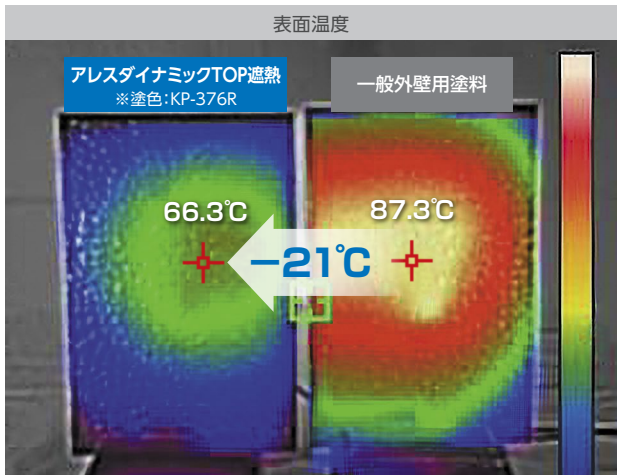 表面温度
アレスダイナミックTOP遮熱
※塗色:KP-376R
一般外壁用塗料
66.3℃
87.3℃
−21℃